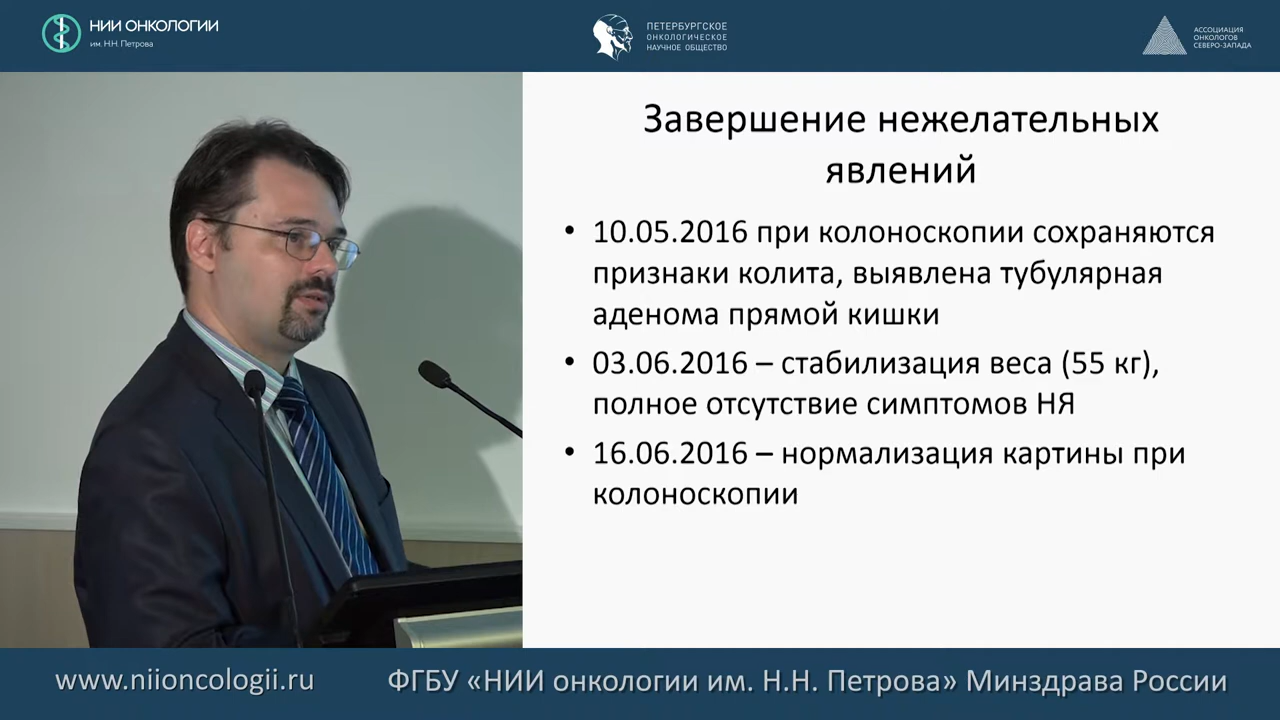 НИИ ОНКОЛОГИИ
им. Н.Н. Петрова
ПЕТЕРБУРГСКОЕ
ОНКОЛОГИЧЕСКОЕ
НАУЧНОЕ ОБЩЕСТВО
АССОЦИАЦИЯ
ОНКОЛОГОВ
СЕВЕРО-ЗАПАДА
Завершение нежелательных
явлений
• 10.05.2016 при колоноскопии сохраняются
признаки колита, выявлена тубулярная
аденома прямой кишки
• 03.06.2016 – стабилизация веса (55 кг),
полное отсутствие симптомов НЯ
• 16.06.2016 – нормализация картины при
колоноскопии
www.niioncologii.ru
ФГБУ «НИИ онкологии им. Н.Н. Петрова» Минздрава России